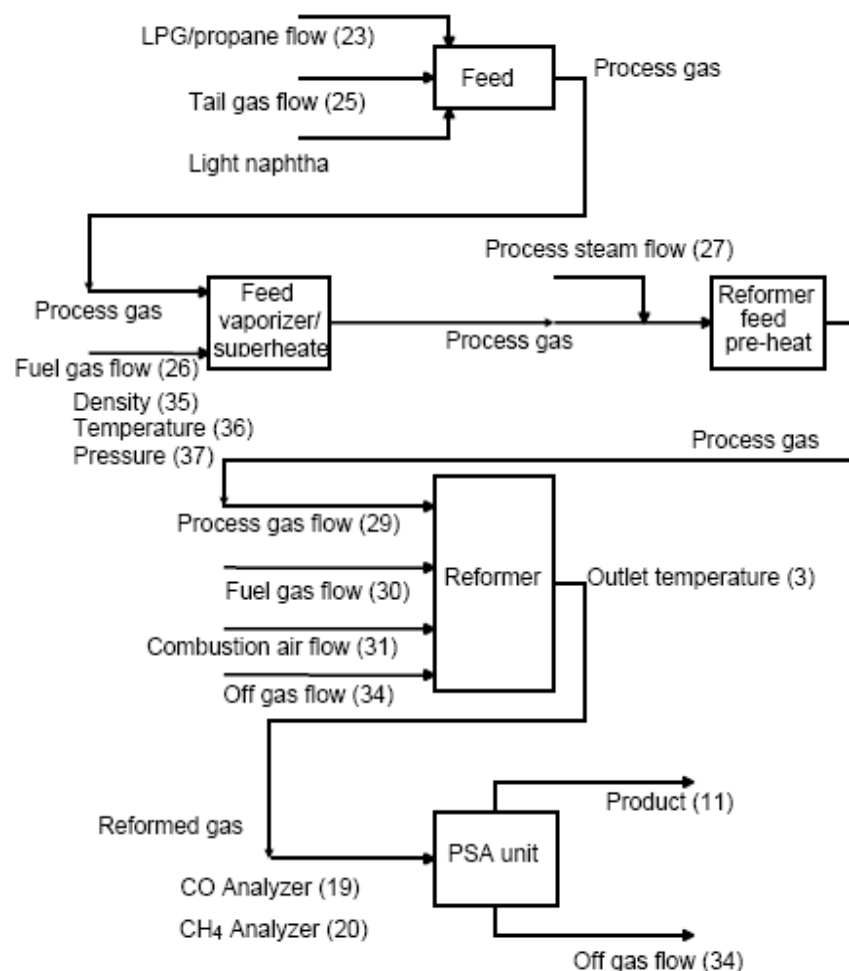 LPG/propane flow (23)
Feed
Process gas
Tail gas flow (25)
Light naphtha
Process steam flow (27)
Process gas
Feed
vaporizer/
superheate
Process gas
Reformer
feed
pre-heat
Fuel gas flow (26)
Density (35)
Temperature (36)
Pressure (37)
Process gas
Process gas flow (29)
Reformer
Outlet temperature (3)
Fuel gas flow (30)
Combustion air flow (31)
Off gas flow (34)
Product (11)
Reformed gas
PSA unit
CO Analyzer (19)
CH4 Analyzer (20)
Off gas flow (34)